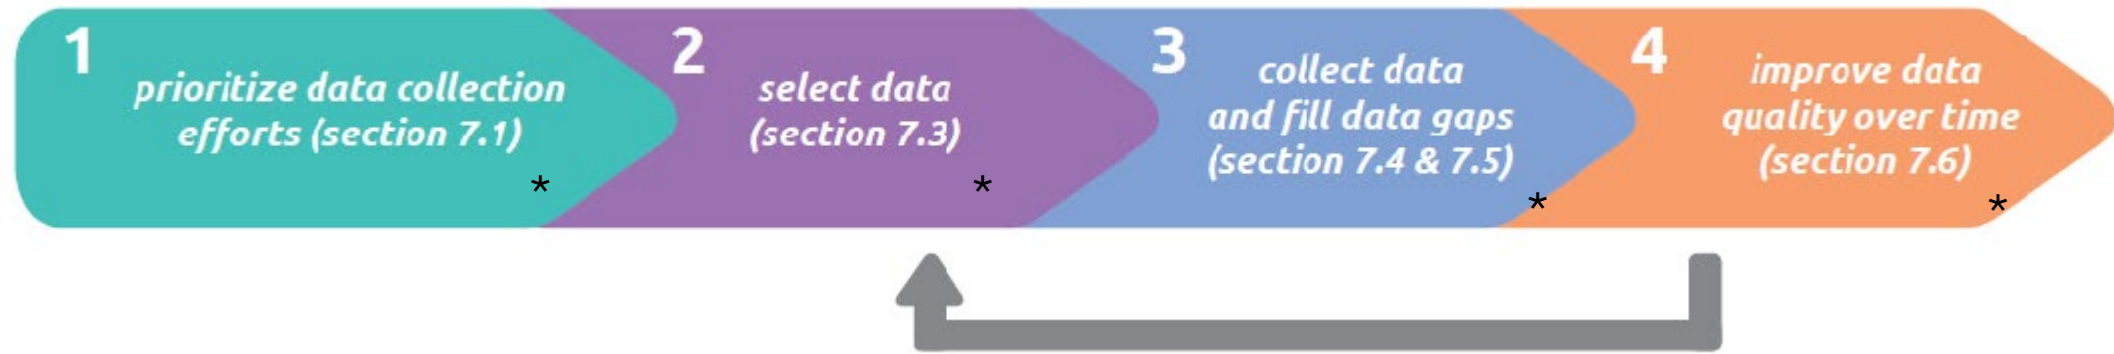 1
prioritize data collection
efforts (section 7.1)
*
2
select data
(section 7.3)
*
3
collect data
and fill data gaps
(section 7.4 & 7.5)
*
4
improve data
quality over time
(section 7.6)
*